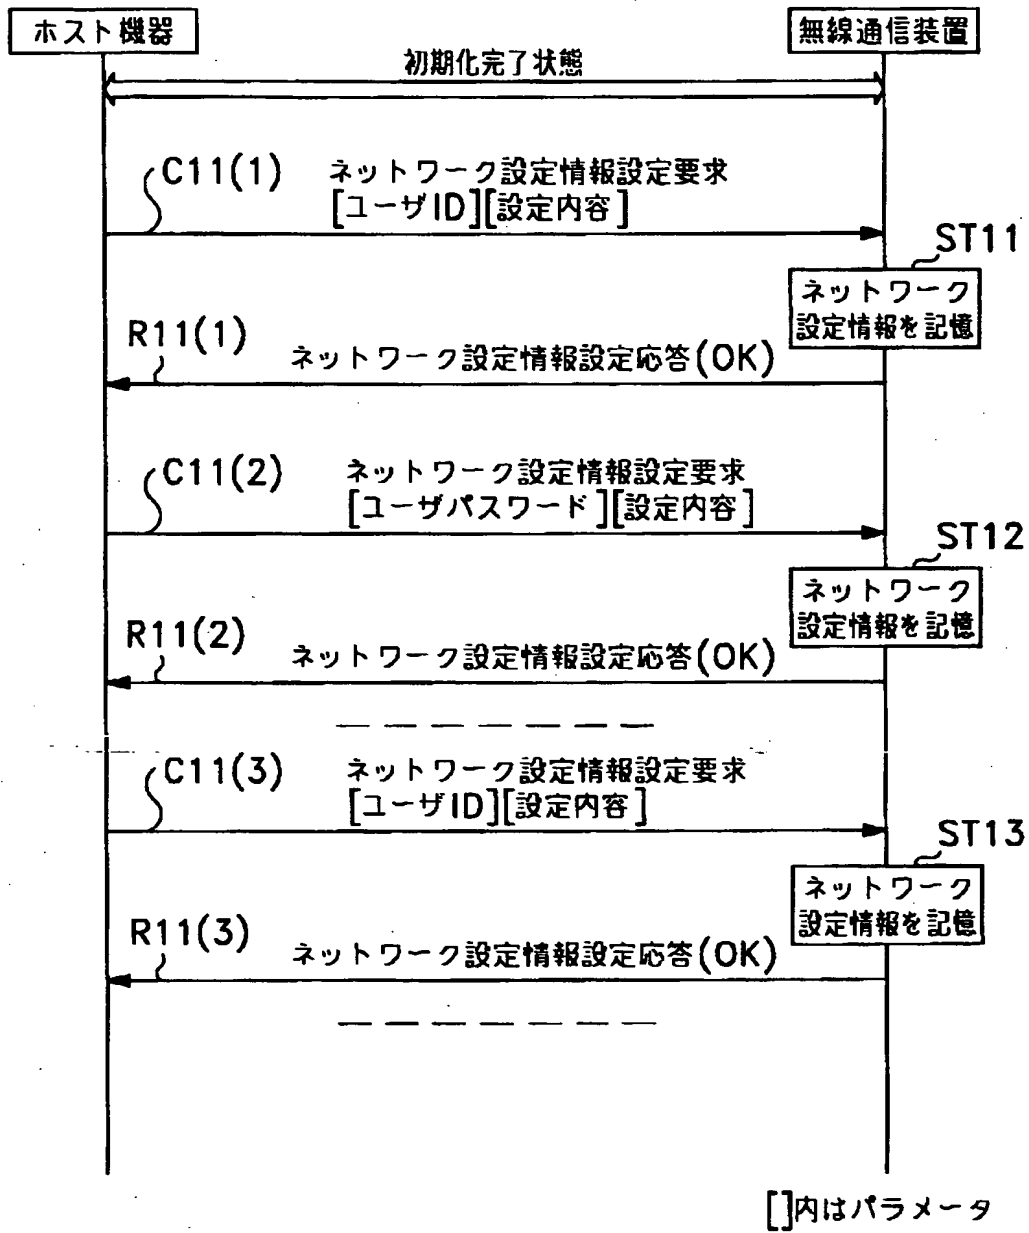 ホスト機器
無線通信装置
初期化完了状態
C11(1)
ネットワーク設定情報設定要求
[ユーザID][設定内容]
ST11
ネットワーク
設定情報を記憶
R11(1)
ネットワーク設定情報設定応答(OK)
C11(2)
ネットワーク設定情報設定要求
[ユーザパスワード][設定内容]
ST12
ネットワーク
設定情報を記憶
R11(2)
ネットワーク設定情報設定応答(OK)
C11(3)
ネットワーク設定情報設定要求
[ユーザID][設定内容]
ST13
ネットワーク
設定情報を記憶
R11(3)
ネットワーク設定情報設定応答(OK)
[]内はパラメータ